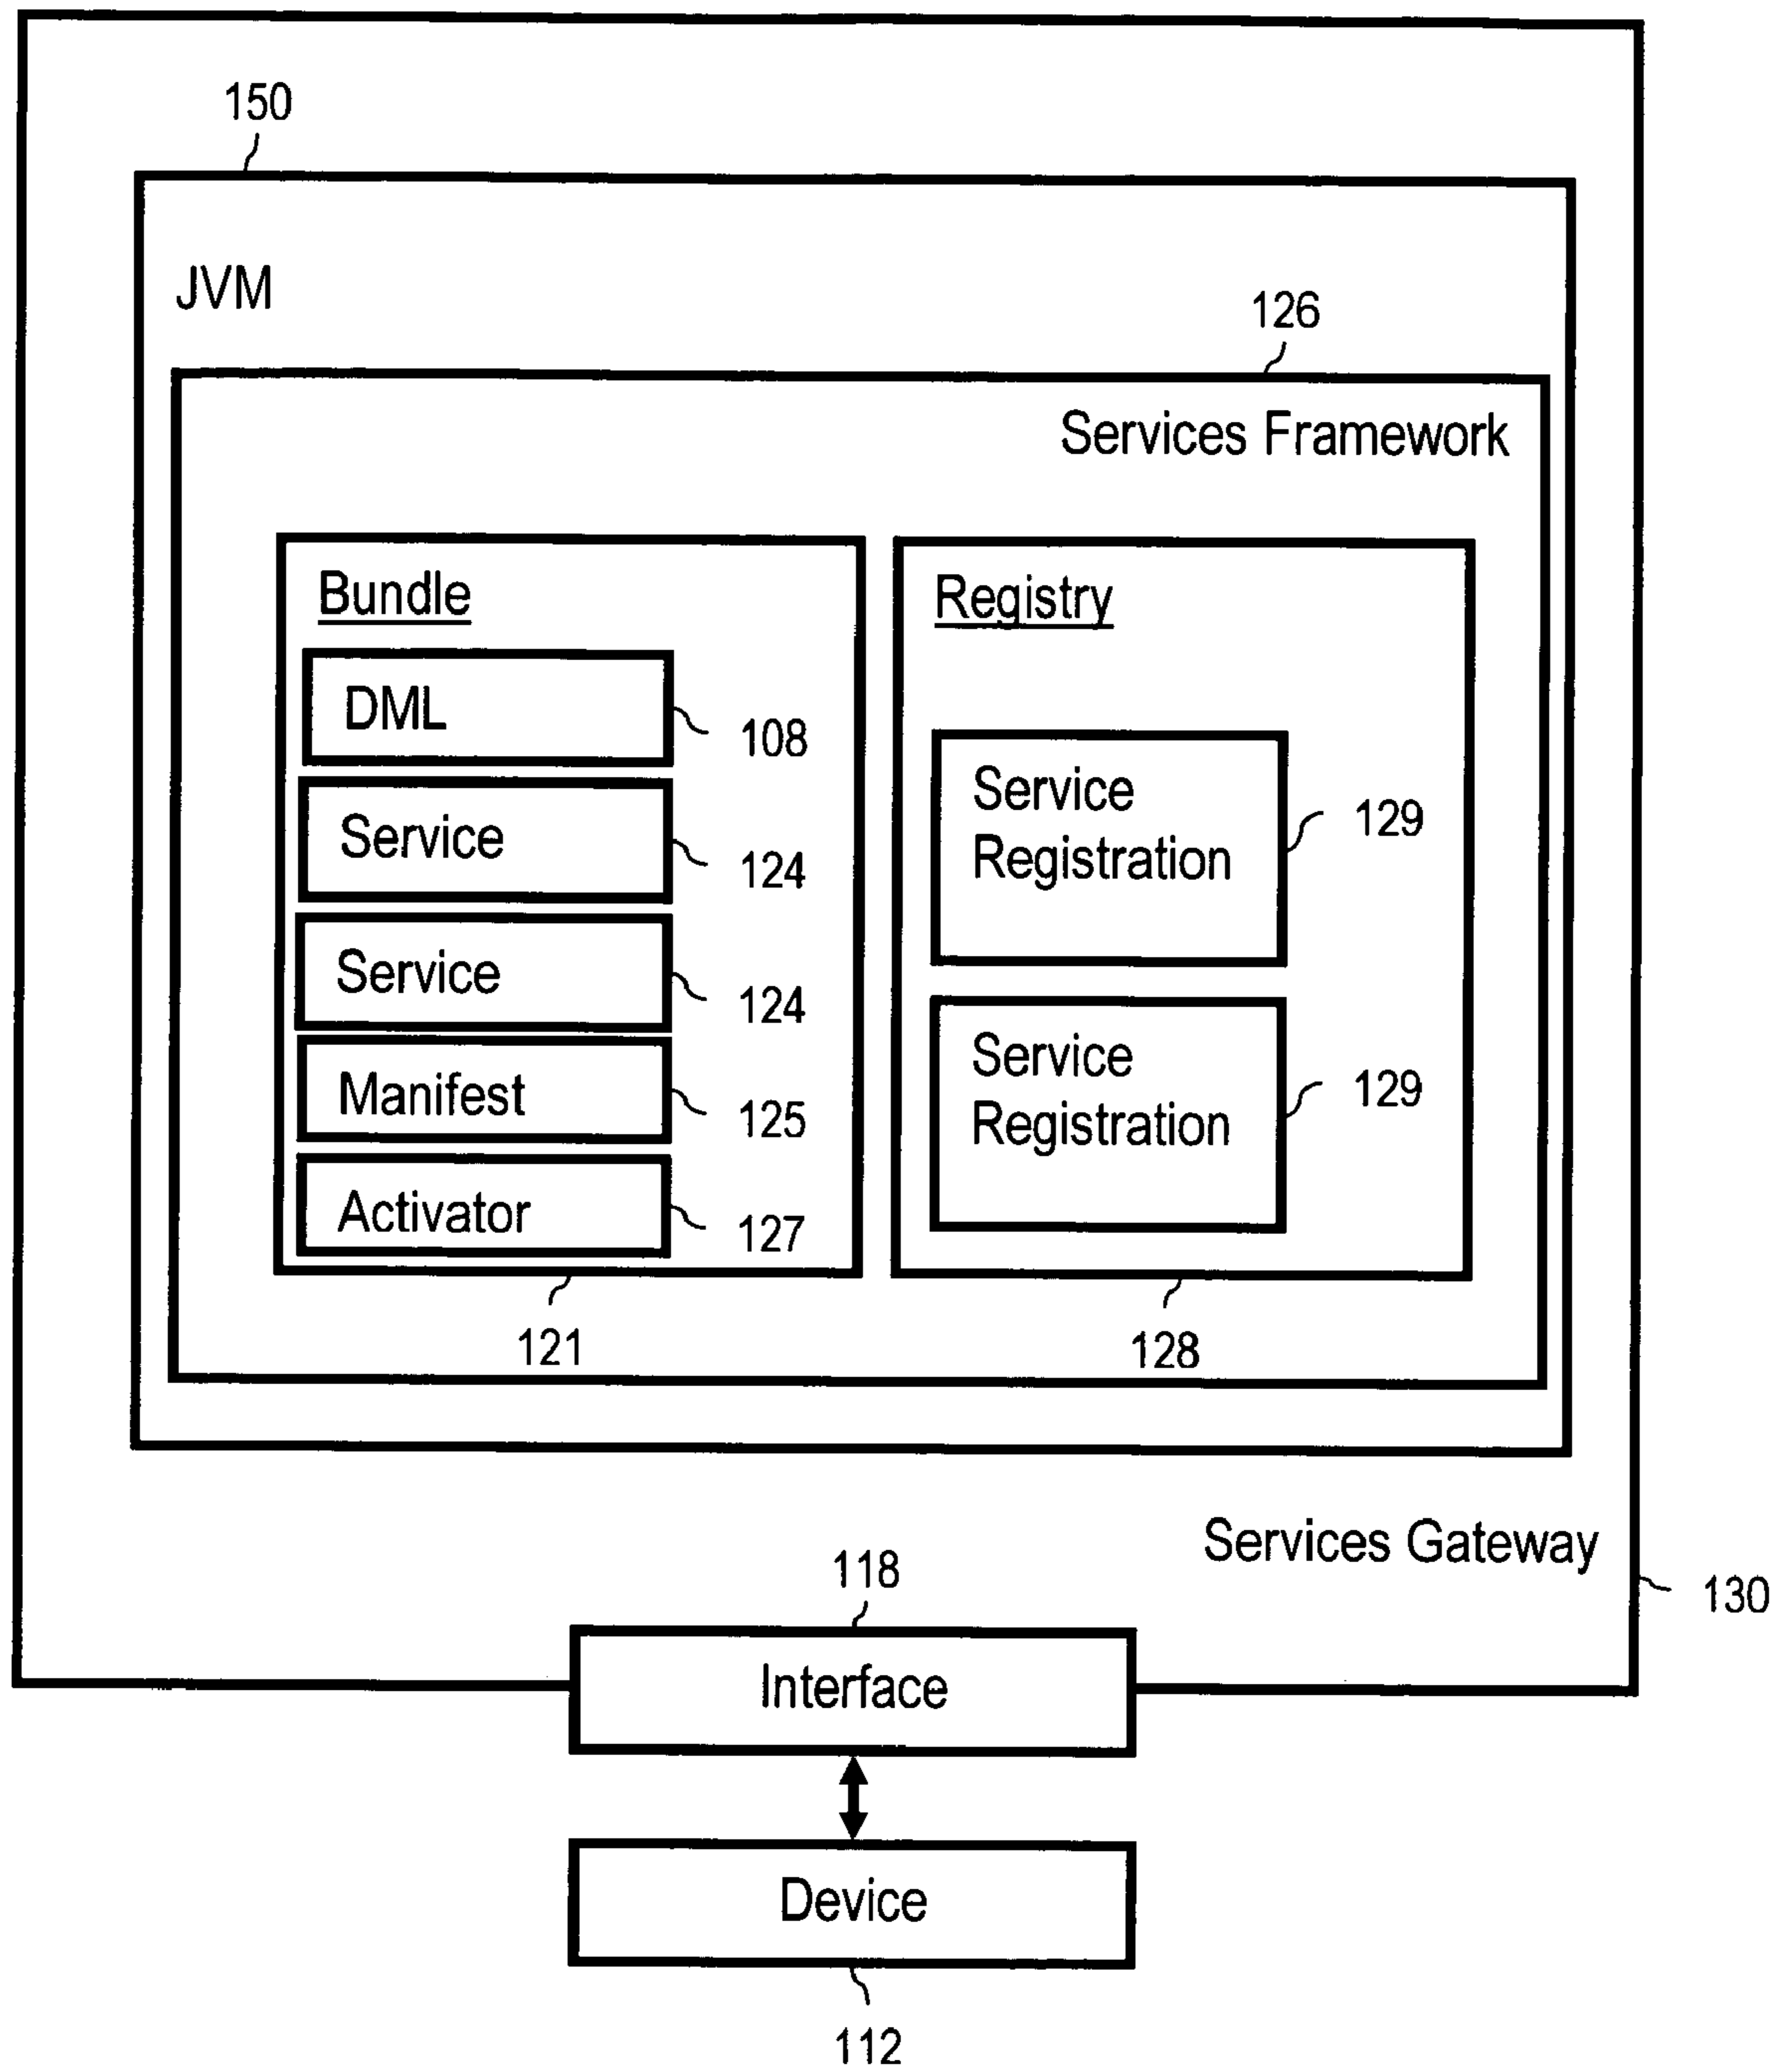 150
JVM
126
Services Framework
Bundle
DML
108
Service
124
Service
124
Manifest
125
Activator
127
121
Registry
Service
Registration
129
Service
Registration
129
128
Services Gateway
130
118
Interface
Device
112